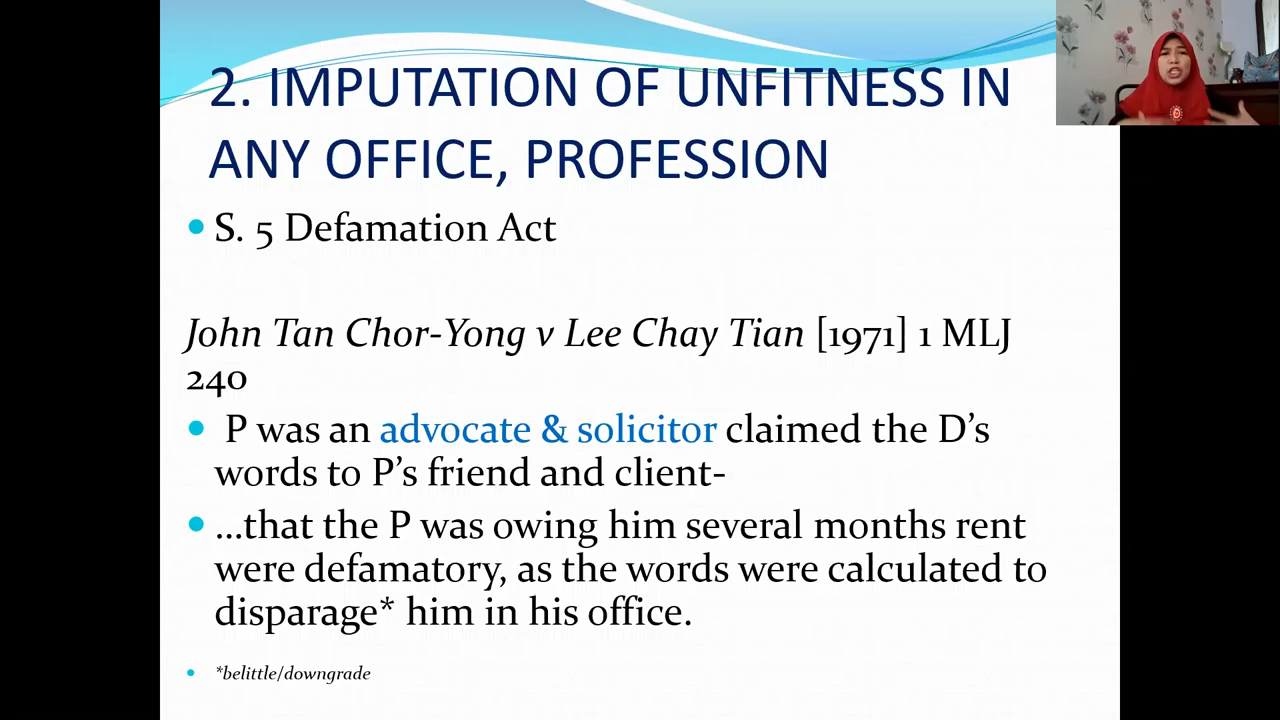 2. IMPUTATION OF UNFITNESS IN
ANY OFFICE, PROFESSION
• S. 5 Defamation Act
John Tan Chor-Yong v Lee Chay Tian [1971] 1 MLJ
240
• P was an advocate & solicitor claimed the D’s
words to P’s friend and client-
• …that the P was owing him several months rent
were defamatory, as the words were calculated to
disparage* him in his office.
• *belittle/downgrade